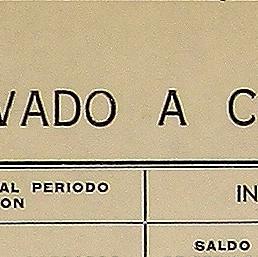 VADO A C
AL PERIODO IN
ON
SALDO